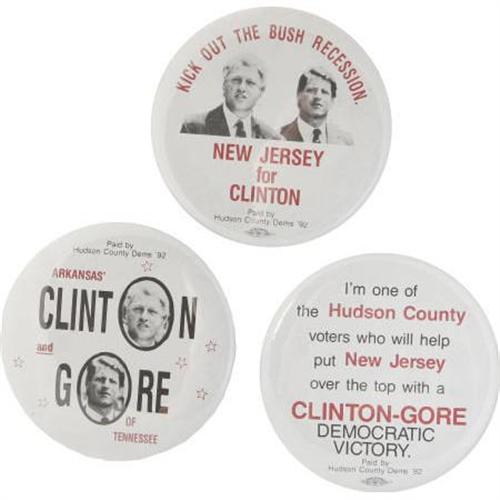 KICK OUT THE BUSH RECESSION.
NEW JERSEY
for
CLINTON
Paid by
Hudson County Dems '92
Paid by
Hudson County Dems '92
ARKANSAS'
CLINTON
and
GORE
OF
TENNESSEE
I'm one of
the Hudson County
voters who will help
put New Jersey
over the top with a
CLINTON-GORE
DEMOCRATIC
VICTORY.
Paid by
Hudson County Dems '92